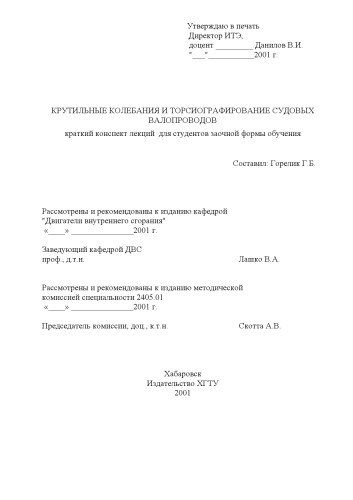 Утверждаю в печать
Директор ИТЭ,
доцент _________ Данилов В.И.
"___"___________2001 г.
КРУТИЛЬНЫЕ КОЛЕБАНИЯ И ТОРСИОГРАФИРОВАНИЕ СУДОВЫХ
ВАЛОПРОВОДОВ
краткий конспект лекций для студентов заочной формы обучения
Составил: Горелик Г.Б.
Рассмотрены и рекомендованы к изданию кафедрой
"Двигатели внутреннего сгорания"
«____» _______________2001 г.
Заведующий кафедрой ДВС
проф., д.т.н. Лашко В.А.
Рассмотрены и рекомендованы к изданию методической
комиссией специальности 2405.01
«____» _______________2001 г.
Председатель комиссии, доц., к.т.н. Скотта А.В.
Хабаровск
Издательство ХГТУ
2001